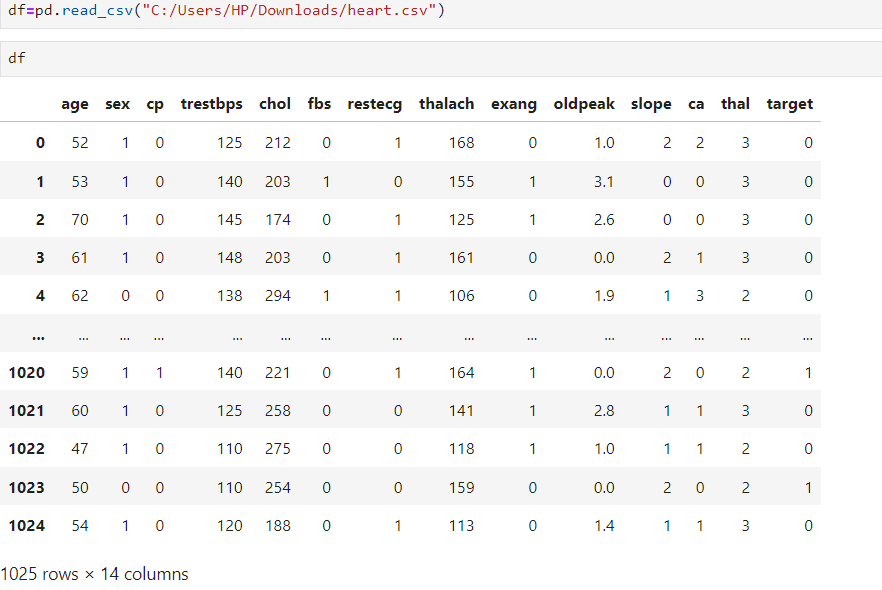 df=pd.read_csv("C:/Users/HP/Downloads/heart.csv")
df
age sex cp trestbps chol fbs restecg thalach exang oldpeak slope ca thal target
0 52 1 0 125 212 0 1 168 0 1.0 2 2 3 0
1 53 1 0 140 203 1 0 155 1 3.1 0 0 3 0
2 70 1 0 145 174 0 1 125 1 2.6 0 0 3 0
3 61 1 0 148 203 0 1 161 0 0.0 2 1 3 0
4 62 0 0 138 294 1 1 106 0 1.9 1 3 2 0
... ... ... ... ... ... ... ... ... ... ... ... ... ... ...
1020 59 1 1 140 221 0 1 164 1 0.0 2 0 2 1
1021 60 1 0 125 258 0 0 141 1 2.8 1 1 3 0
1022 47 1 0 110 275 0 0 118 1 1.0 1 1 2 0
1023 50 0 0 110 254 0 0 159 0 0.0 2 0 2 1
1024 54 1 0 120 188 0 1 113 0 1.4 1 1 3 0
1025 rows × 14 columns